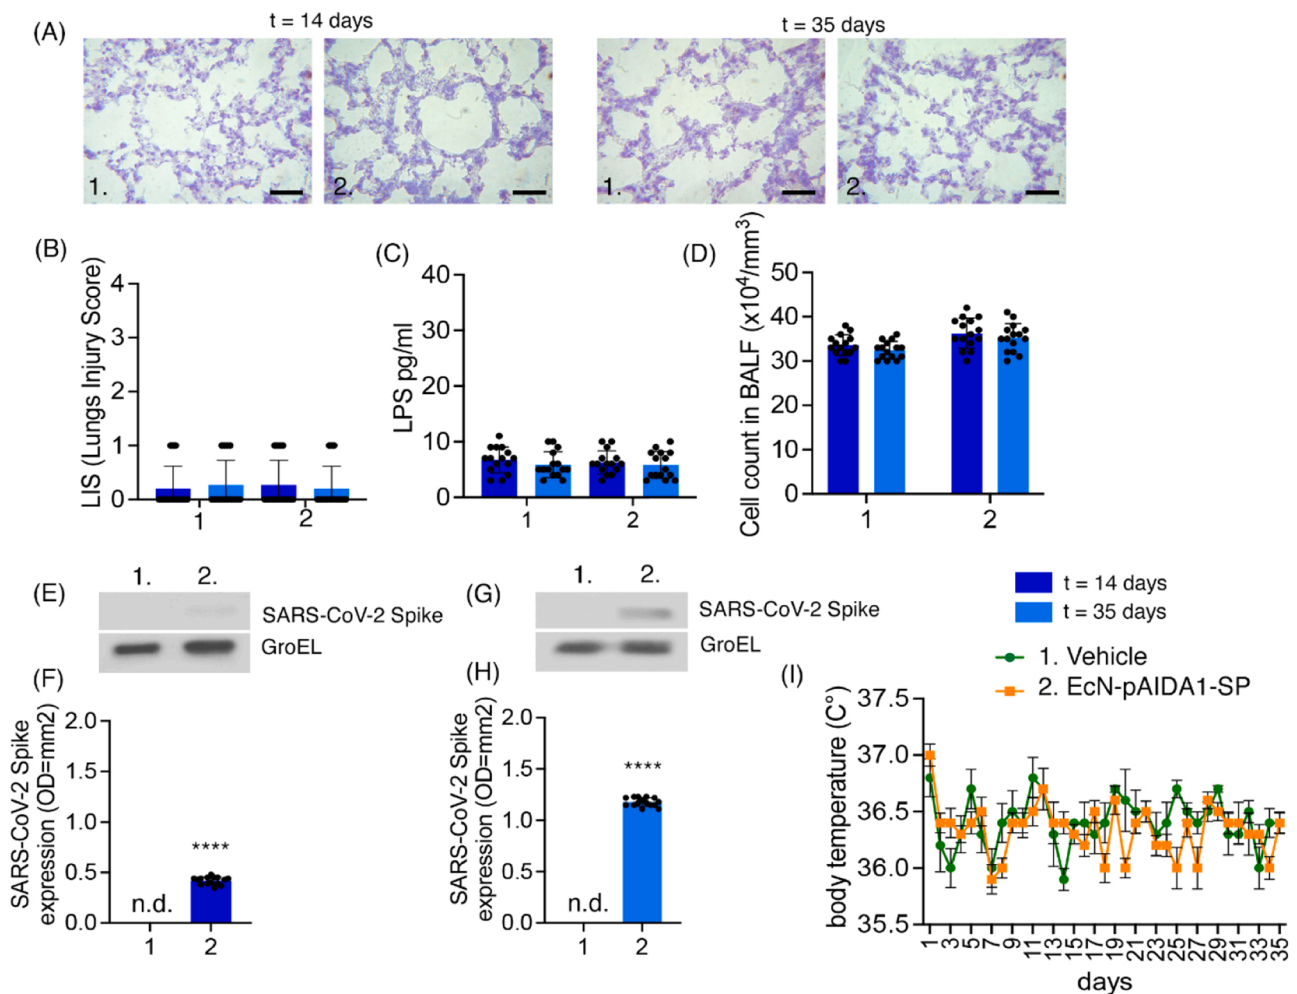 (A)
t = 14 days
t = 35 days
1.
2.
1.
2.
(B)
LIS (Lungs Injury Score)
4
3
2
1
0
1
2
(C)
LPS pg/ml
40
30
20
10
0
1
2
(D)
Cell count in BALF (x10⁴/mm³)
50
40
30
20
10
0
1
2
(E)
1.
2.
SARS-CoV-2 Spike
GroEL
(F)
SARS-CoV-2 Spike
expression (OD=mm2)
2.0
1.5
1.0
0.5
0.0
n.d.
****
1
2
(G)
1.
2.
SARS-CoV-2 Spike
GroEL
(H)
SARS-CoV-2 Spike
expression (OD=mm2)
2.0
1.5
1.0
0.5
0.0
n.d.
****
1
2
t = 14 days
t = 35 days
1. Vehicle
2. EcN-pAIDA1-SP
(I)
body temperature (C°)
37.5
37.0
36.5
36.0
35.5
1 3 5 7 9 11 13 15 17 19 21 23 25 27 29 31 33 35
days